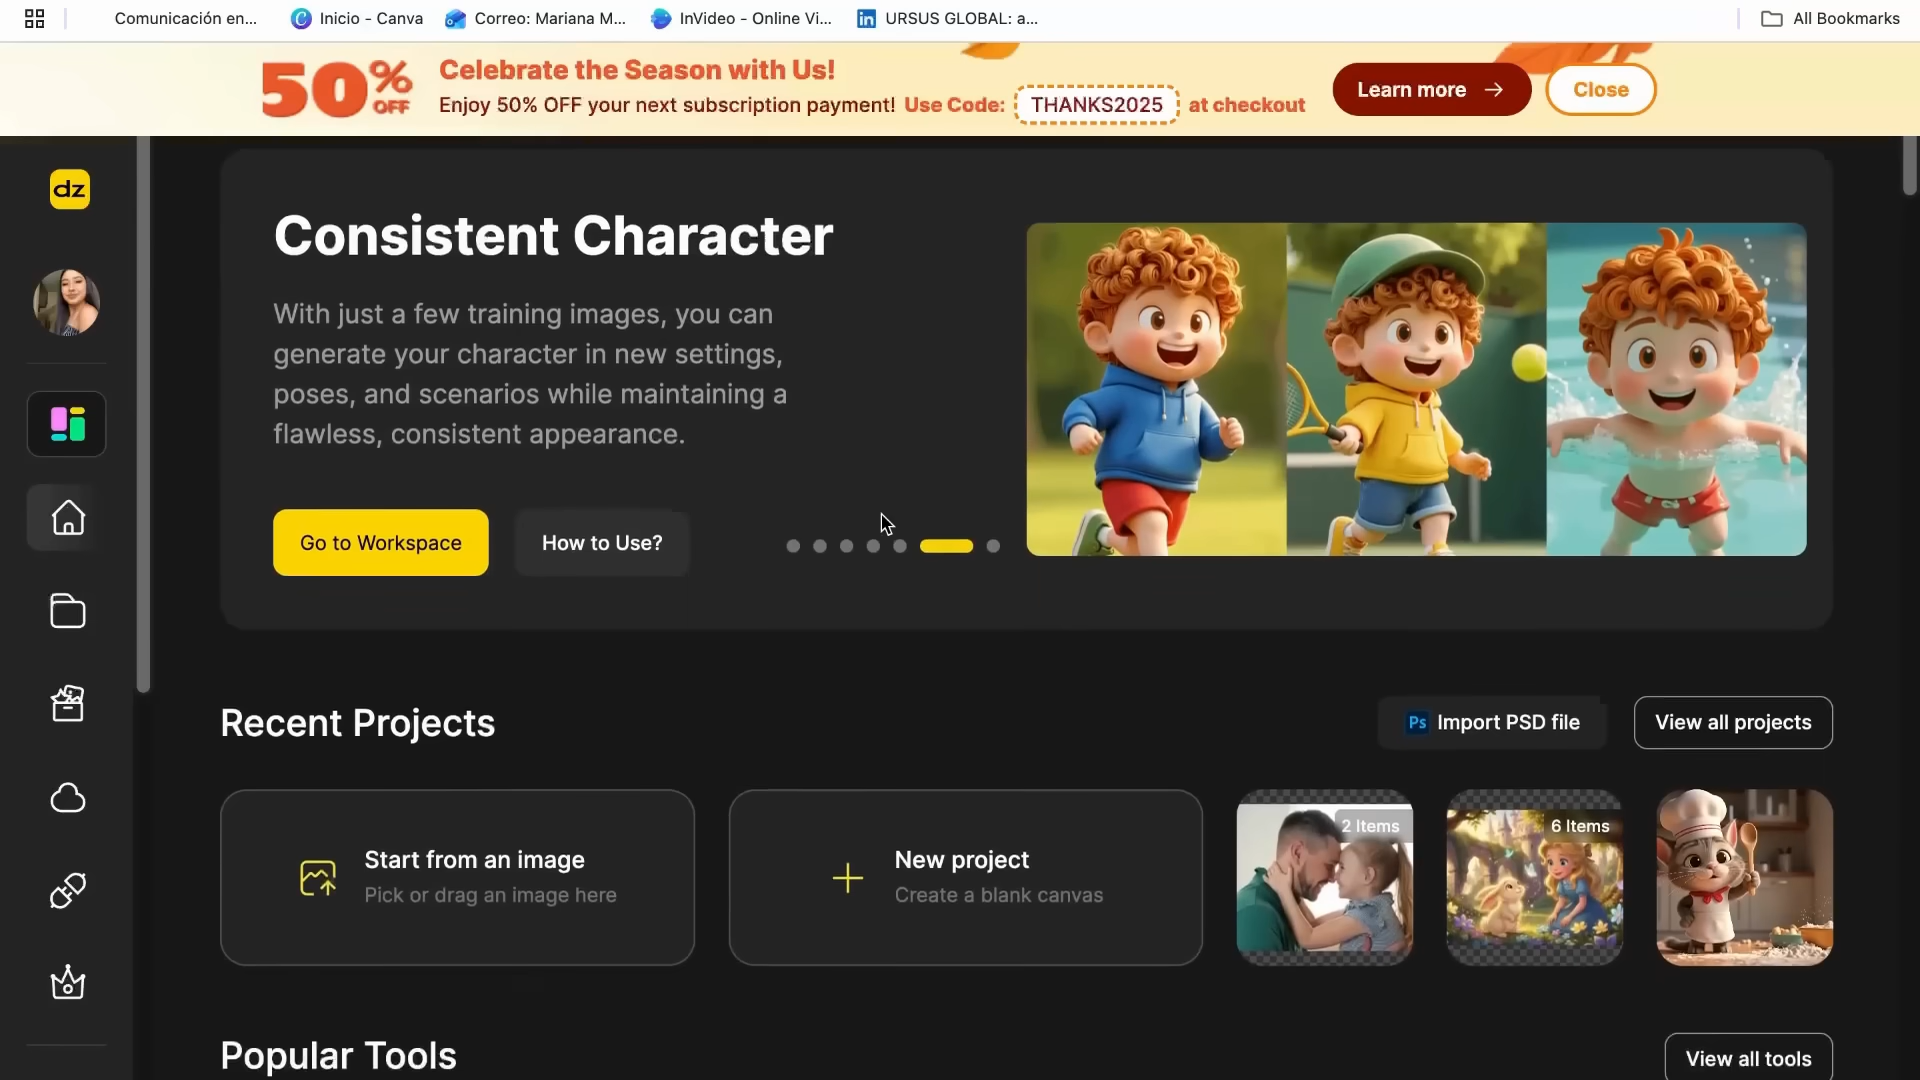 Comunicación en...
Inicio - Canva
Correo: Mariana M...
InVideo - Online Vi...
in
URSUS GLOBAL: a...
All Bookmarks
50% OFF
Celebrate the Season with Us!
Enjoy 50% OFF your next subscription payment! Use Code: THANKS2025 at checkout
Learn more →
Close
dz
Consistent Character
With just a few training images, you can
generate your character in new settings,
poses, and scenarios while maintaining a
flawless, consistent appearance.
Go to Workspace
How to Use?
Recent Projects
Ps Import PSD file
View all projects
Start from an image
Pick or drag an image here
New project
Create a blank canvas
2 Items
6 Items
Popular Tools
View all tools